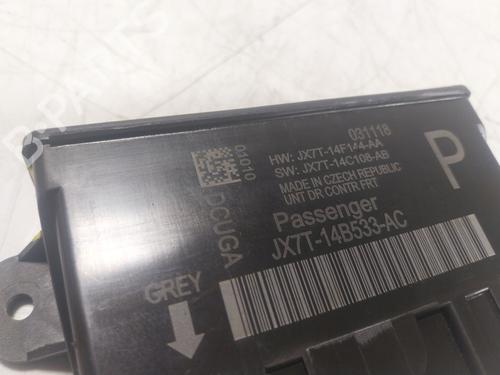 031118
HW: JX7T-14F144-AA
SW: JX7T-14C108-AB
MADE IN CZECH REPUBLIC
UNT DR CONTR FRT
P
01010
DCUGA
Passenger
JX7T-14B533-AC
GREY
B-PARTS